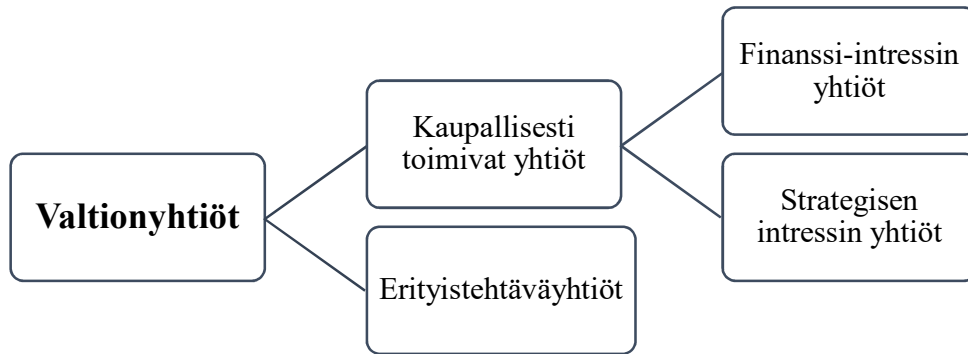 Valtionyhtiöt
Kaupallisesti
toimivat yhtiöt
Erityistehtäväyhtiöt
Finanssi-intressin
yhtiöt
Strategisen
intressin yhtiöt